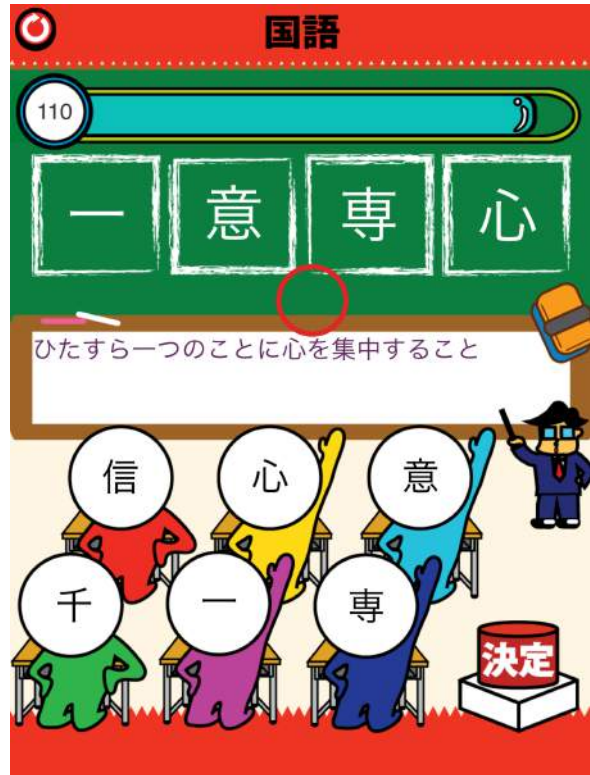 国語
110
一意専心
ひたすら一つのことに心を集中すること
信 心 意
千 一 専
決定